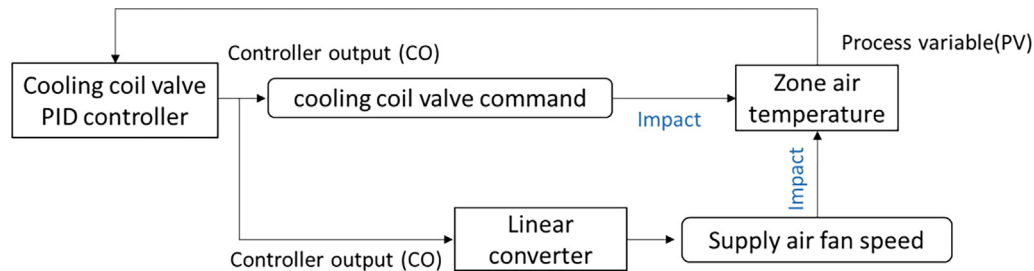 Process variable(PV)
Controller output (CO)
Cooling coil valve
PID controller
cooling coil valve command
Impact
Zone air
temperature
Impact
Controller output (CO)
Linear
converter
Supply air fan speed